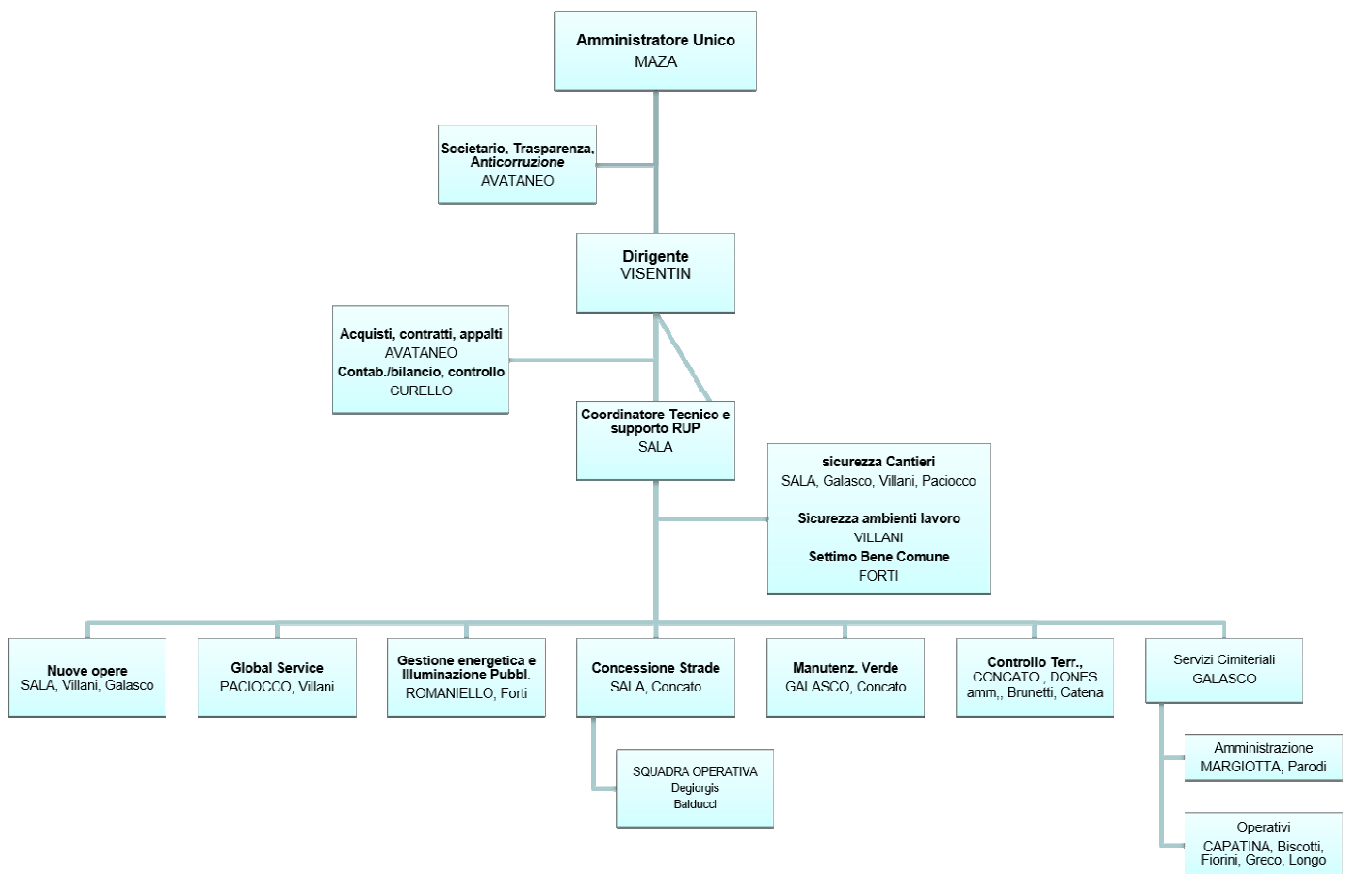 Amministratore Unico
MAZA
Societario, Trasparenza,
Anticorruzione
AVATANEO
Dirigente
VISENTIN
Acquisti, contratti, appalti
AVATANEO
Contab./bilancio, controllo
CURELLO
Coordinatore Tecnico e
supporto RUP
SALA
sicurezza Cantieri
SALA, Galasco, Villani, Paciocco
Sicurezza ambienti lavoro
VILLANI
Settimo Bene Comune
FORTI
Nuove opere
SALA, Villani, Galasco
Global Service
PACIOCCO, Villani
Gestione energetica e
Illuminazione Pubbl.
ROMANIELLO, Forti
Concessione Strade
SALA, Concato
SQUADRA OPERATIVA
Degiorgis
Balducci
Manutenz. Verde
GALASCO, Concato
Controllo Terr.,
CONCATO , DONES
amm,, Brunetti, Catena
Servizi Cimiteriali
GALASCO
Amministrazione
MARGIOTTA, Parodi
Operativi
CAPATINA, Biscotti,
Fiorini, Greco, Longo